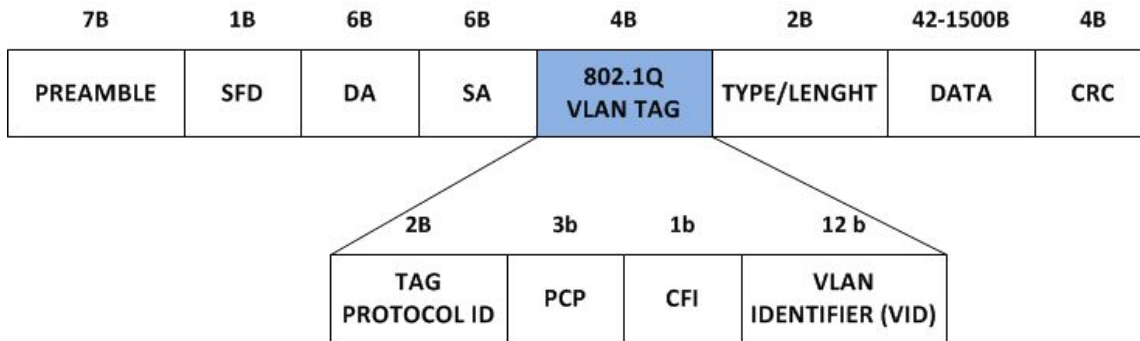 7B 1B 6B 6B 4B 2B 42-1500B 4B
PREAMBLE SFD DA SA 802.1Q VLAN TAG TYPE/LENGHT DATA CRC
2B 3b 1b 12 b
TAG PROTOCOL ID PCP CFI VLAN IDENTIFIER (VID)